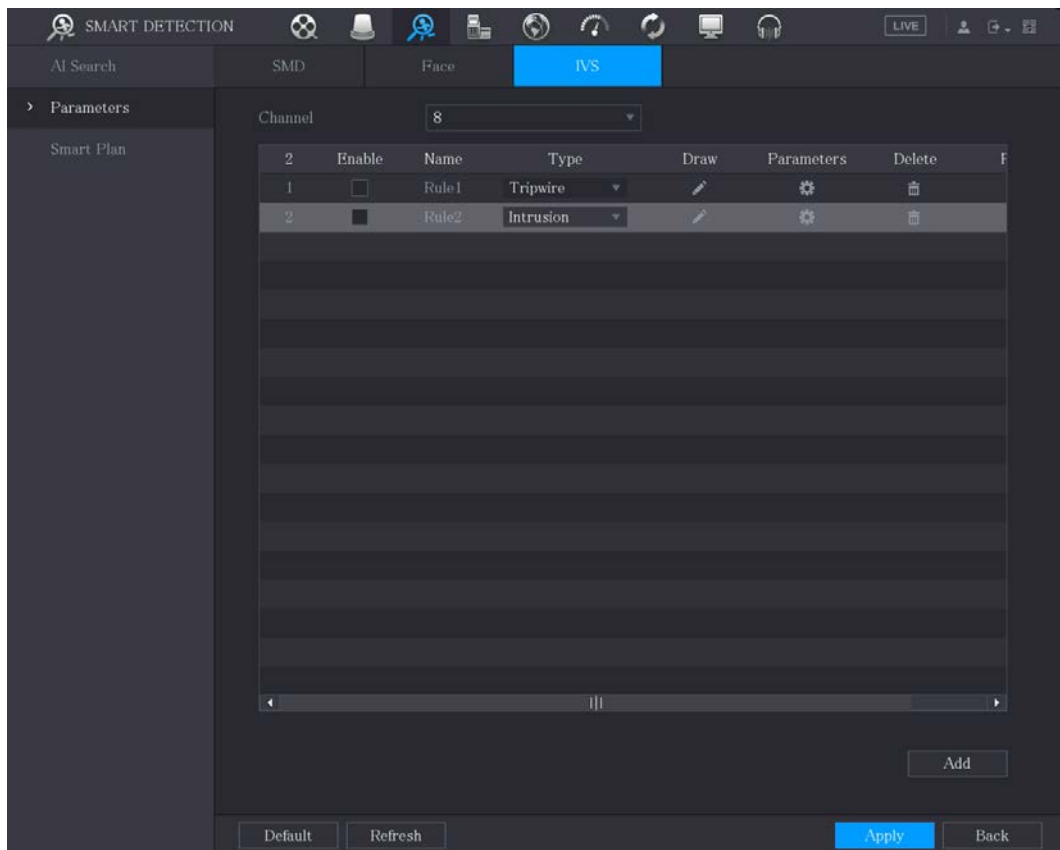 SMART DETECTION
LIVE
AI Search
SMD Face IVS
Parameters
Channel 8
Smart Plan
2 Enable Name Type Draw Parameters Delete
1 Rule1 Tripwire
2 Rule2 Intrusion
Add
Default Refresh Apply Back